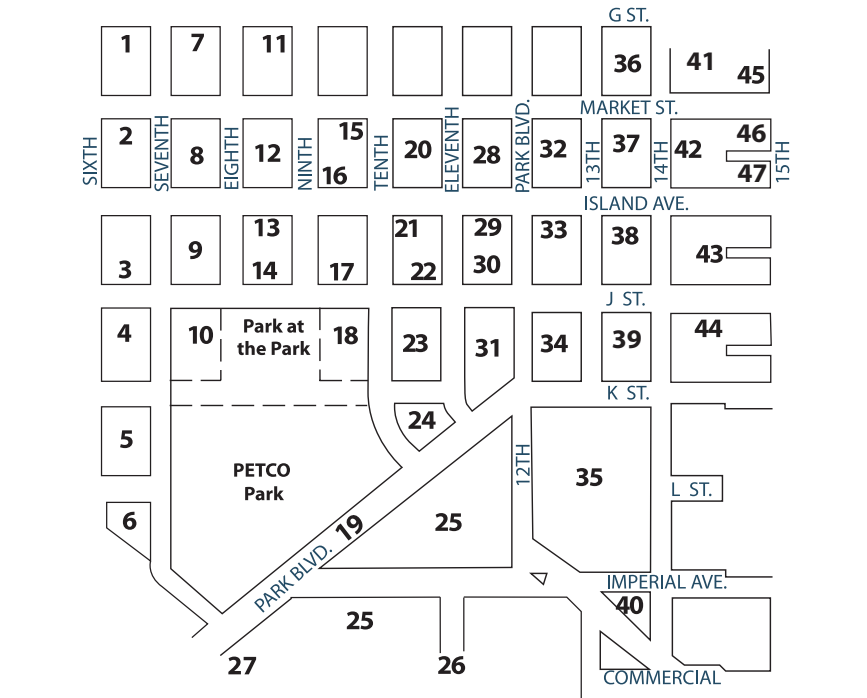 G ST.
1 7 11 36 41 45
MARKET ST.
SIXTH
SEVENTH
EIGHTH
NINTH
TENTH
ELEVENTH
PARK BLVD.
13TH
14TH
15TH
2 8 12 15 16 20 28 32 37 42 46 47
ISLAND AVE.
3 9 13 14 17 21 22 29 30 33 38 43
J ST.
4 10
Park at
the Park
18 23 31 34 39 44
K ST.
5 24
12TH
PETCO
Park
35
L ST.
6 19 25
PARK BLVD.
IMPERIAL AVE.
40
25
27 26
COMMERCIAL